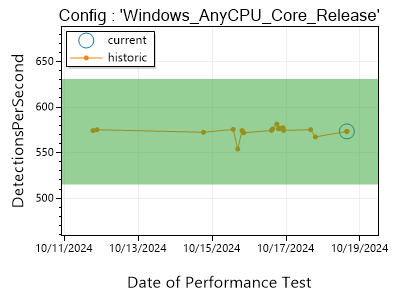 Config : 'Windows_AnyCPU_Core_Release'
current
historic
DetectionsPerSecond
650
600
550
500
10/11/2024 10/13/2024 10/15/2024 10/17/2024 10/19/2024
Date of Performance Test